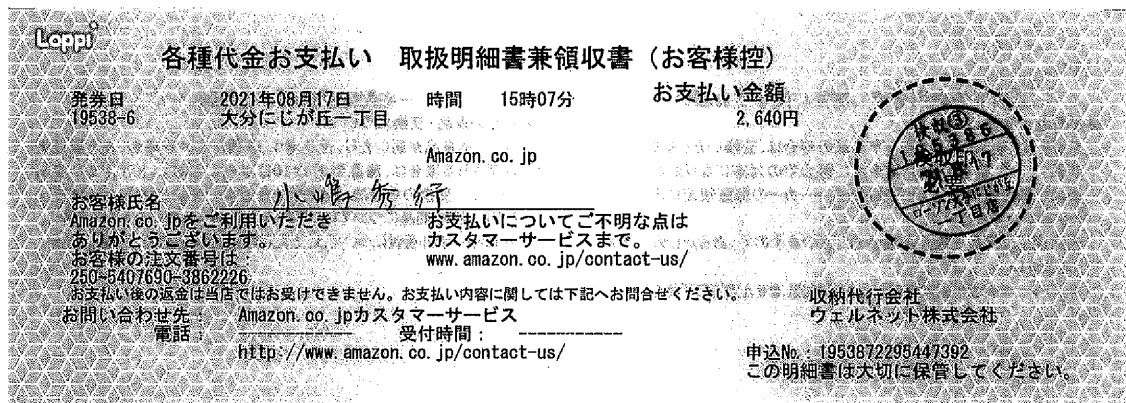 Loppi
各種代金お支払い 取扱明細書兼領収書（お客様控）
発券日 2021年08月17日 時間 15時07分 お支払い金額
19538-6 大分にじが丘一丁目 2,640円
Amazon.co.jp
お客様氏名 小嶋秀行
Amazon.co.jpをご利用いただき
ありがとうございます。
お客様の注文番号は：
250-5407690-3862226
お支払いについてご不明な点は
カスタマーサービスまで。
www.amazon.co.jp/contact-us/
お支払い後の返金は当店ではお受けできません。お支払い内容に関しては下記へお問合せください。
お問い合わせ先： Amazon.co.jpカスタマーサービス
電話： ----------- 受付時間： -----------
http://www.amazon.co.jp/contact-us/
195386
一丁目店
収納代行会社
ウェルネット株式会社
申込No.：1953872295447392
この明細書は大切に保管してください。